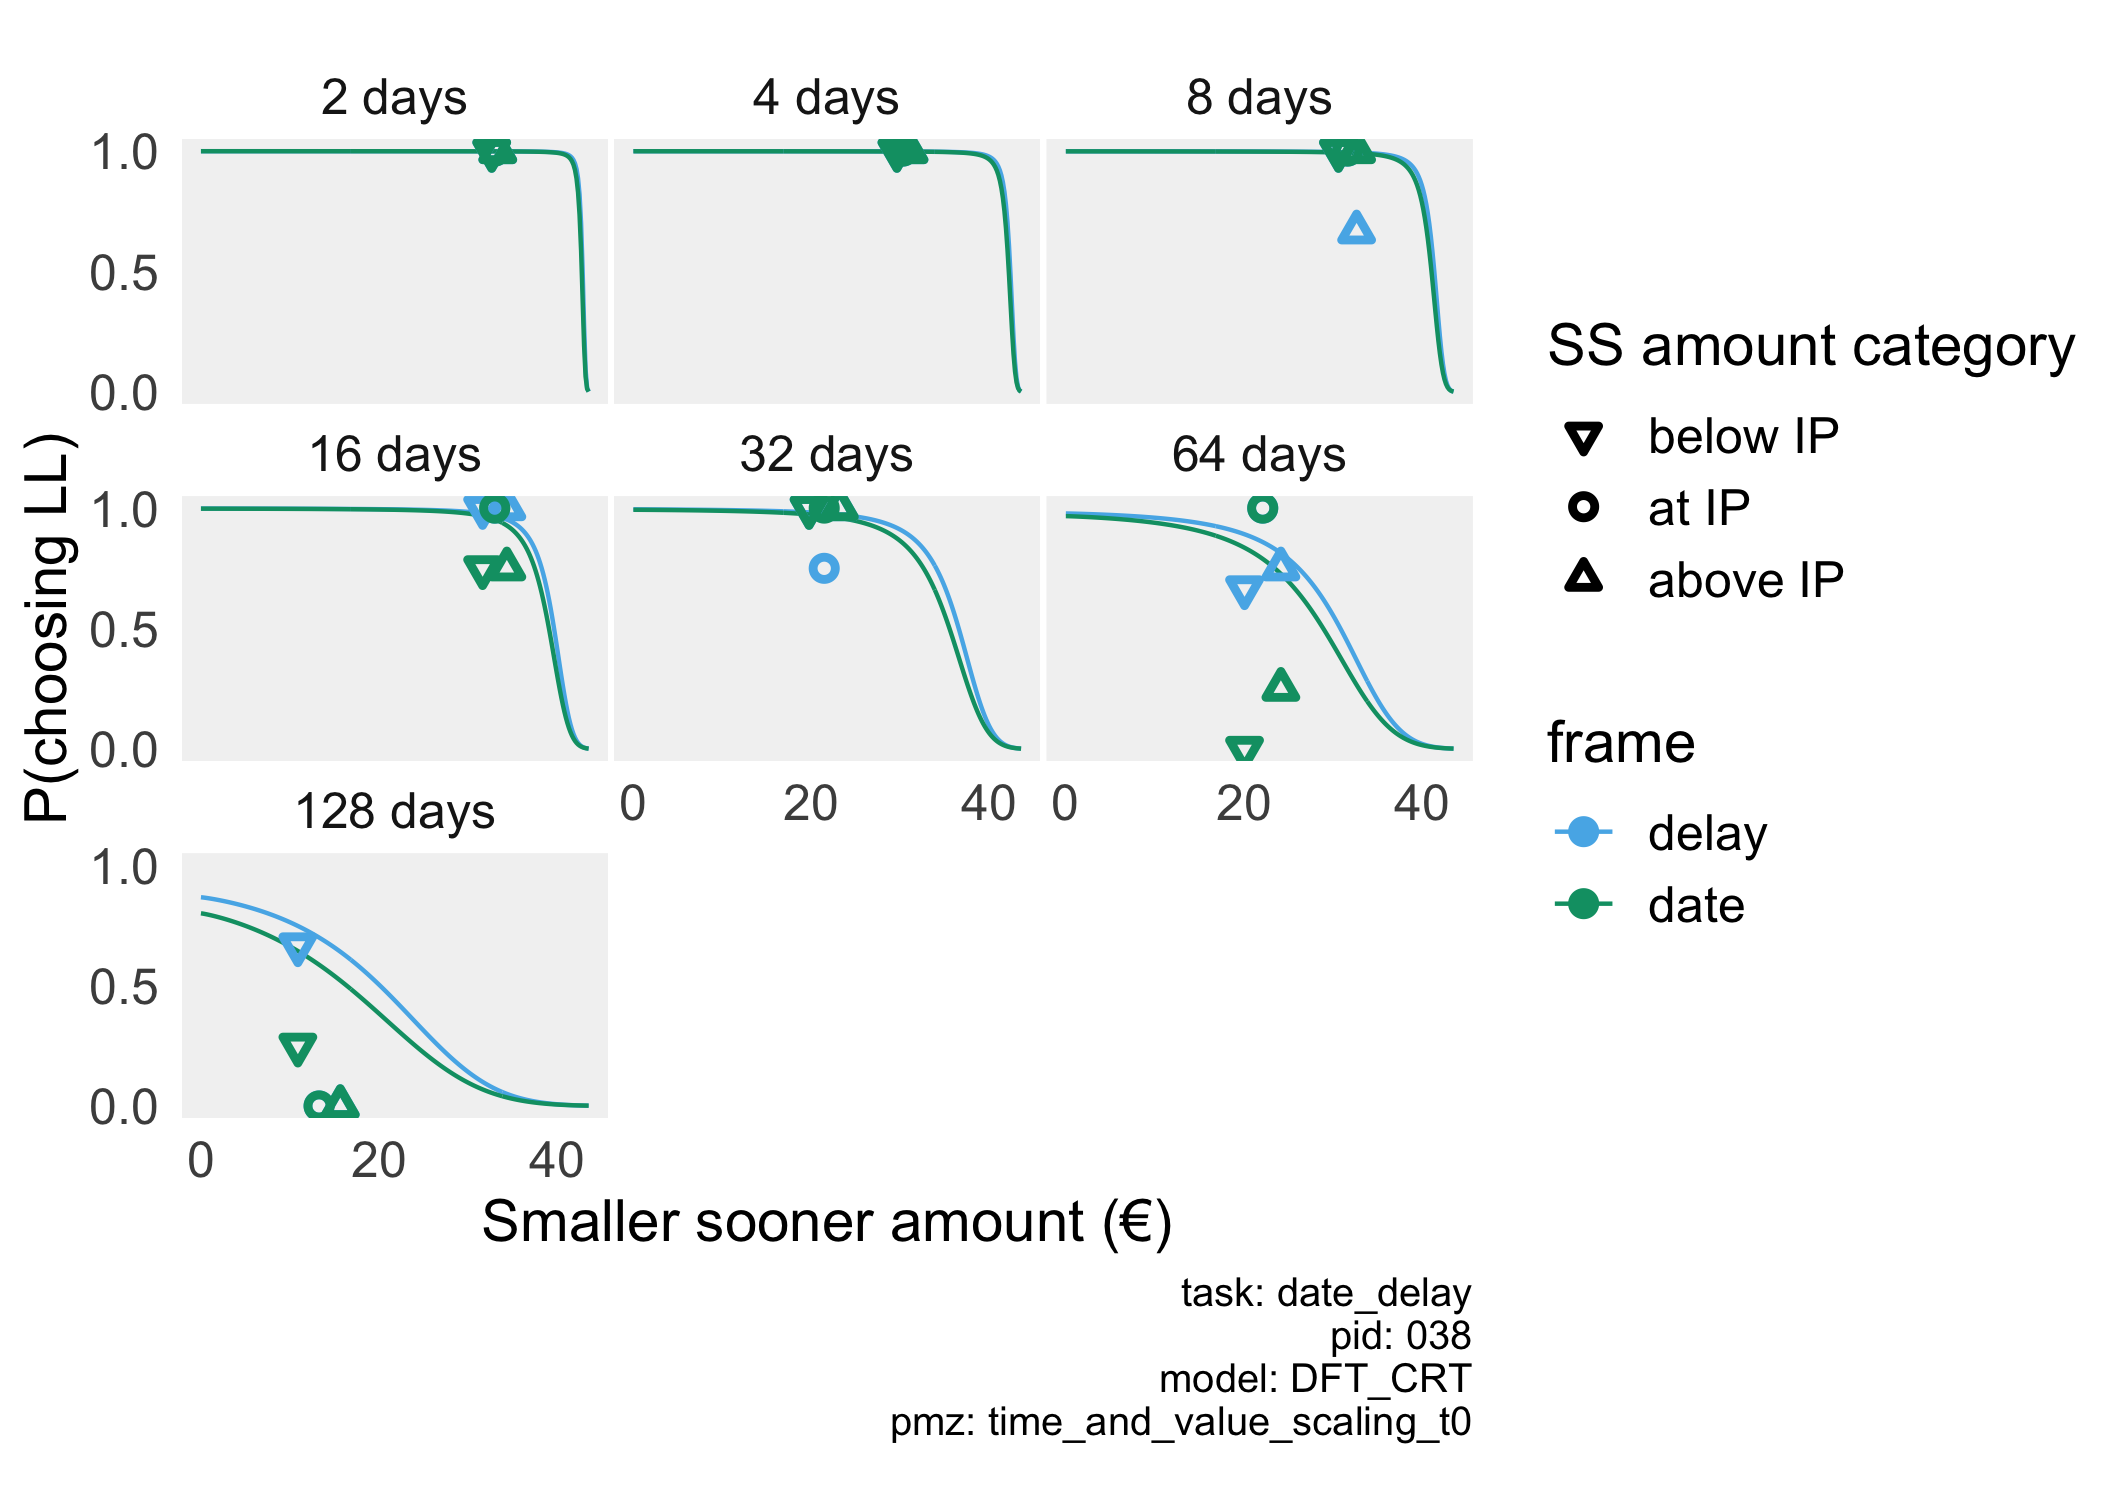 2 days
4 days
8 days
1.0
0.5
0.0
16 days
32 days
64 days
1.0
0.5
0.0
0
20
40
0
20
40
128 days
1.0
0.5
0.0
0
20
40
P(choosing LL)
Smaller sooner amount (€)
SS amount category
below IP
at IP
above IP
frame
delay
date
task: date_delay
pid: 038
model: DFT_CRT
pmz: time_and_value_scaling_t0